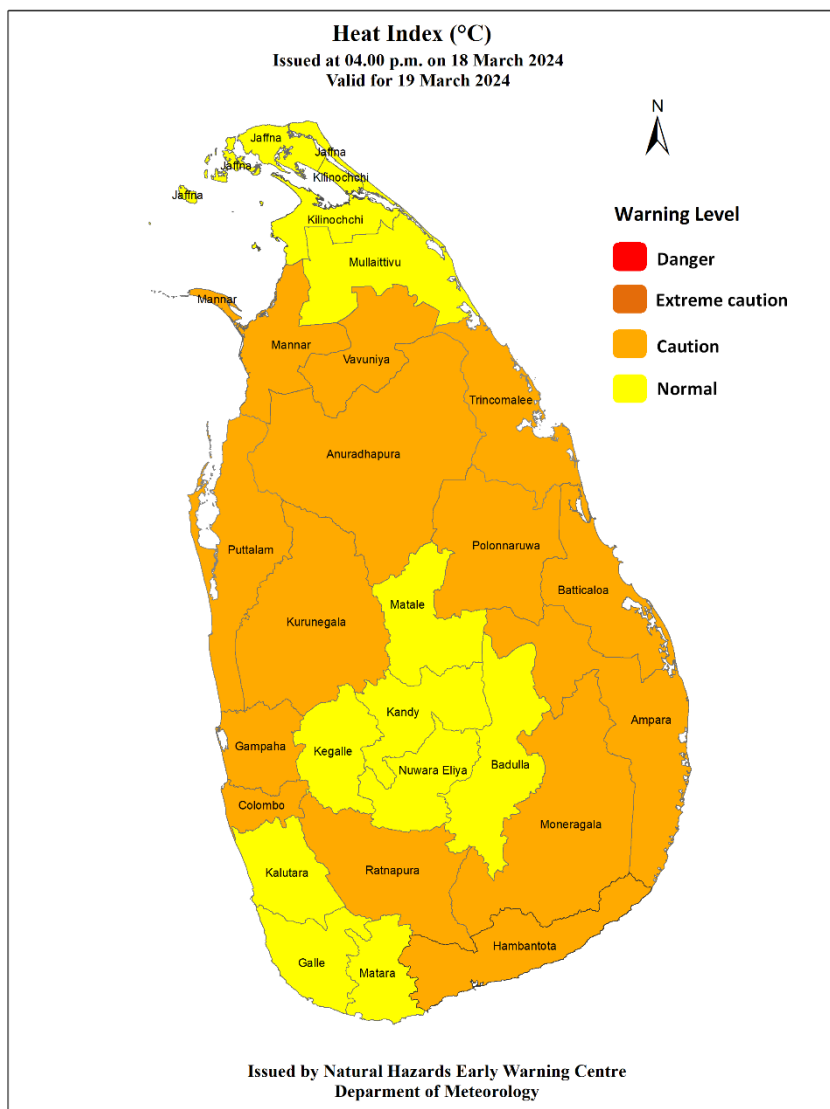 Heat Index (°C)
Issued at 04.00 p.m. on 18 March 2024
Valid for 19 March 2024
N
Jaffna
Jaffna
Jaffna
Kilinochchi
Jaffna
Kilinochchi
Mullaittivu
Mannar
Mannar
Vavuniya
Trincomalee
Anuradhapura
Puttalam
Polonnaruwa
Batticaloa
Matale
Kurunegala
Kandy
Ampara
Gampaha
Kegalle
Nuwara Eliya
Badulla
Colombo
Moneragala
Kalutara
Ratnapura
Hambantota
Galle
Matara
Warning Level
Danger
Extreme caution
Caution
Normal
Issued by Natural Hazards Early Warning Centre
Deparment of Meteorology